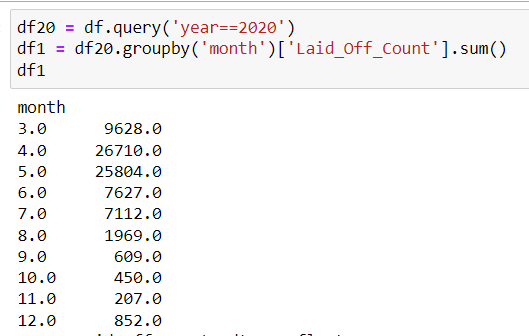 df20 = df.query('year==2020')
df1 = df20.groupby('month')['Laid_Off_Count'].sum()
df1
month
3.0 9628.0
4.0 26710.0
5.0 25804.0
6.0 7627.0
7.0 7112.0
8.0 1969.0
9.0 609.0
10.0 450.0
11.0 207.0
12.0 852.0